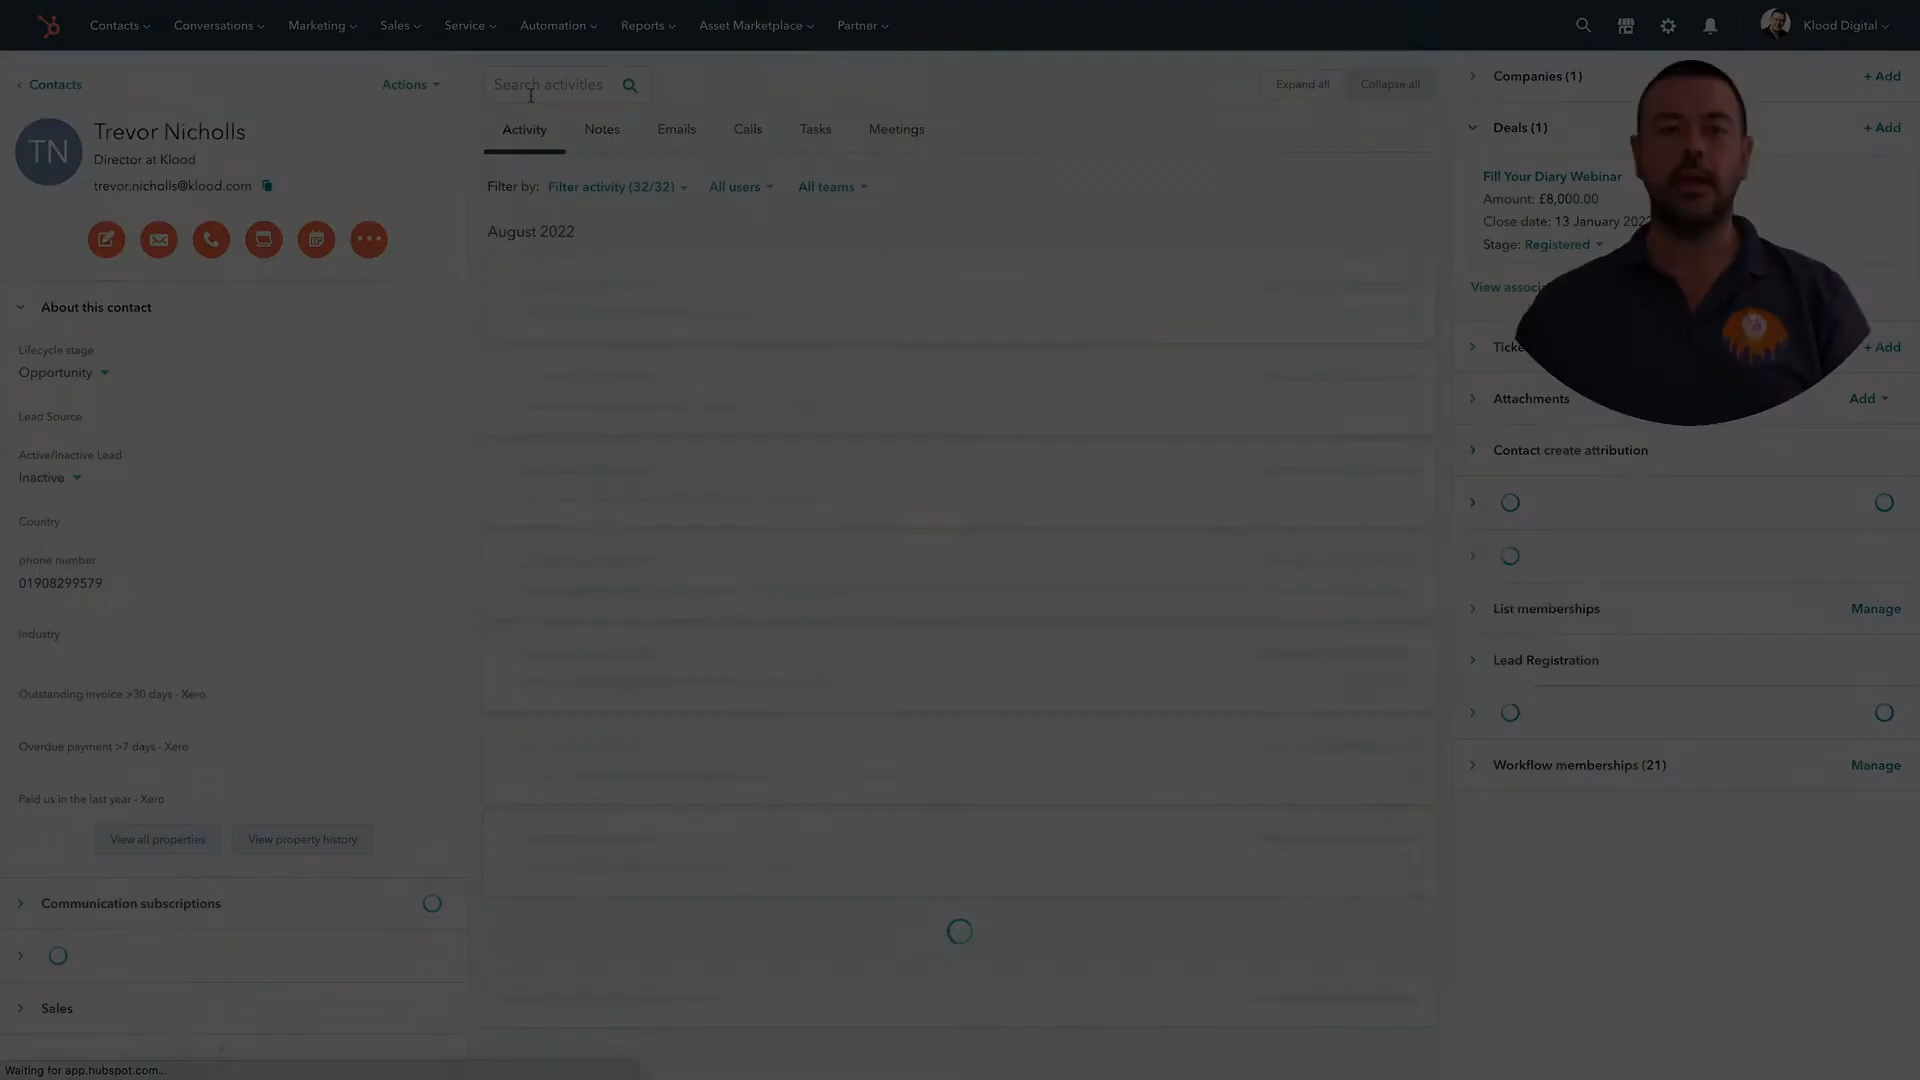 Contacts
Conversations
Marketing
Sales
Service
Automation
Reports
Asset Marketplace
Partner
Klood Digital
Contacts
Actions
TN
Trevor Nicholls
Director at Klood
trevor.nicholls@klood.com
About this contact
Lifecycle stage
Opportunity
Lead Source
Active/Inactive Lead
Inactive
Country
phone number
01908299579
Industry
Outstanding invoice >30 days - Xero
Overdue payment >7 days - Xero
Paid us in the last year - Xero
View all properties
View property history
Communication subscriptions
Sales
Waiting for app.hubspot.com...
Search activities
Expand all
Collapse all
Activity
Notes
Emails
Calls
Tasks
Meetings
Filter by: Filter activity (32/32) All users All teams
August 2022
Companies (1)
+ Add
Deals (1)
+ Add
Fill Your Diary Webinar
Amount: £8,000.00
Close date: 13 January 202
Stage: Registered
View associ
Ticke
+ Add
Attachments
Add
Contact create attribution
List memberships
Manage
Lead Registration
Workflow memberships (21)
Manage